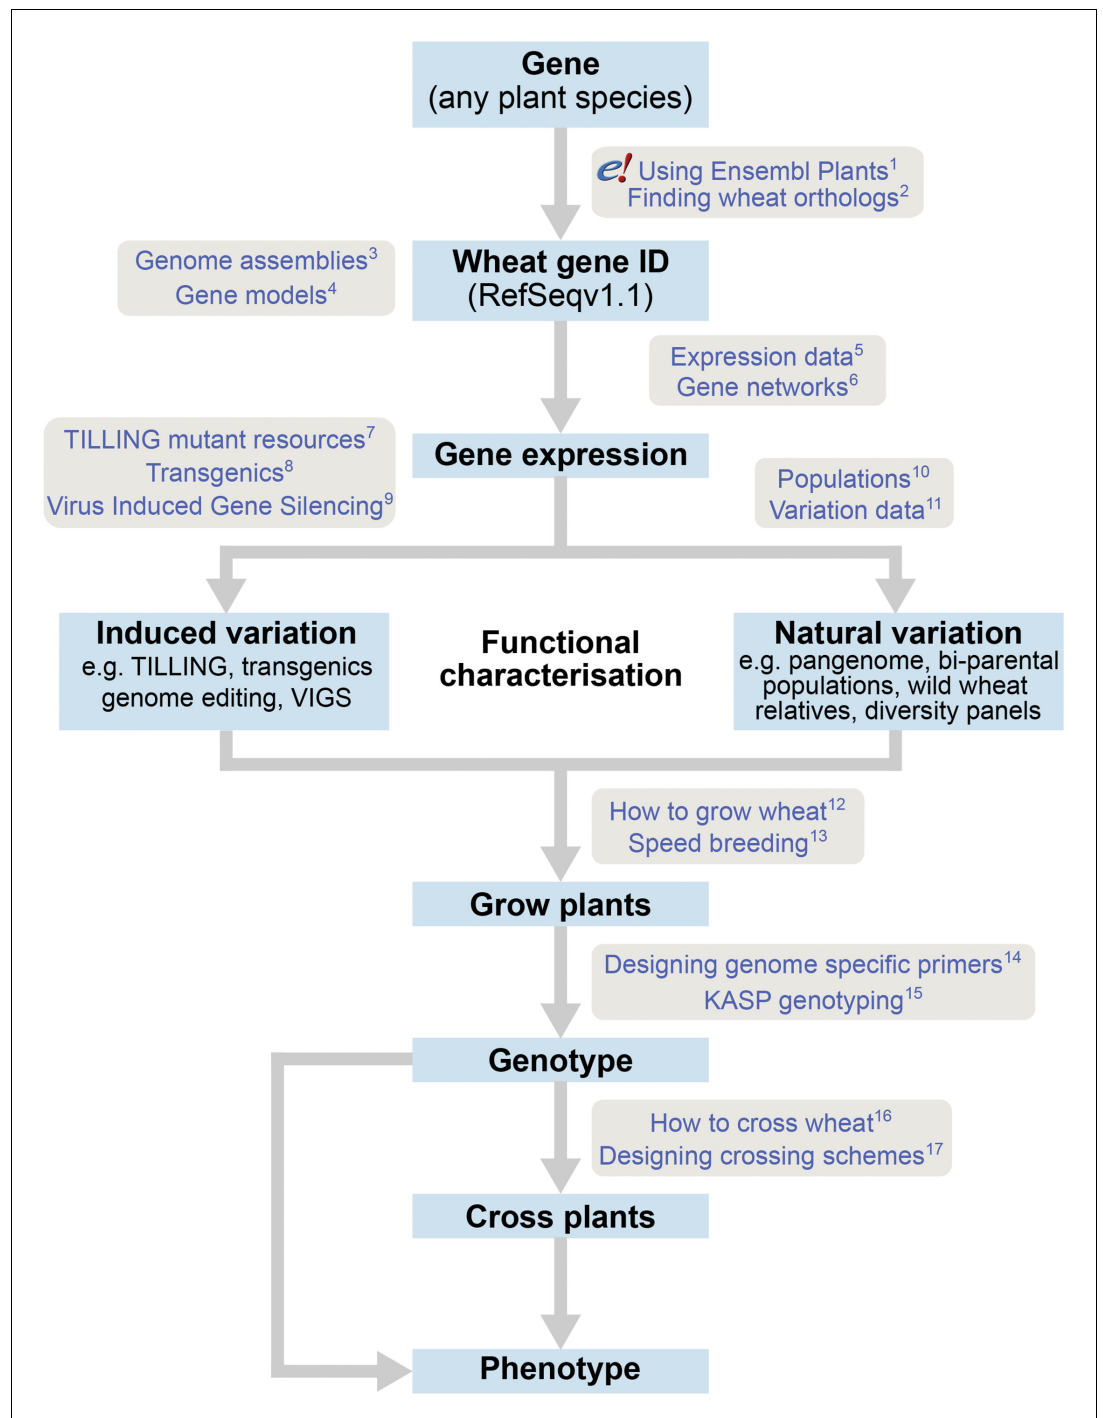 Gene
(any plant species)
e! Using Ensembl Plants¹
Finding wheat orthologs²
Genome assemblies³
Gene models⁴
Wheat gene ID
(RefSeqv1.1)
Expression data⁵
Gene networks⁶
TILLING mutant resources⁷
Transgenics⁸
Virus Induced Gene Silencing⁹
Gene expression
Populations¹⁰
Variation data¹¹
Induced variation
e.g. TILLING, transgenics
genome editing, VIGS
Functional
characterisation
Natural variation
e.g. pangenome, bi-parental
populations, wild wheat
relatives, diversity panels
How to grow wheat¹²
Speed breeding¹³
Grow plants
Designing genome specific primers¹⁴
KASP genotyping¹⁵
Genotype
How to cross wheat¹⁶
Designing crossing schemes¹⁷
Cross plants
Phenotype